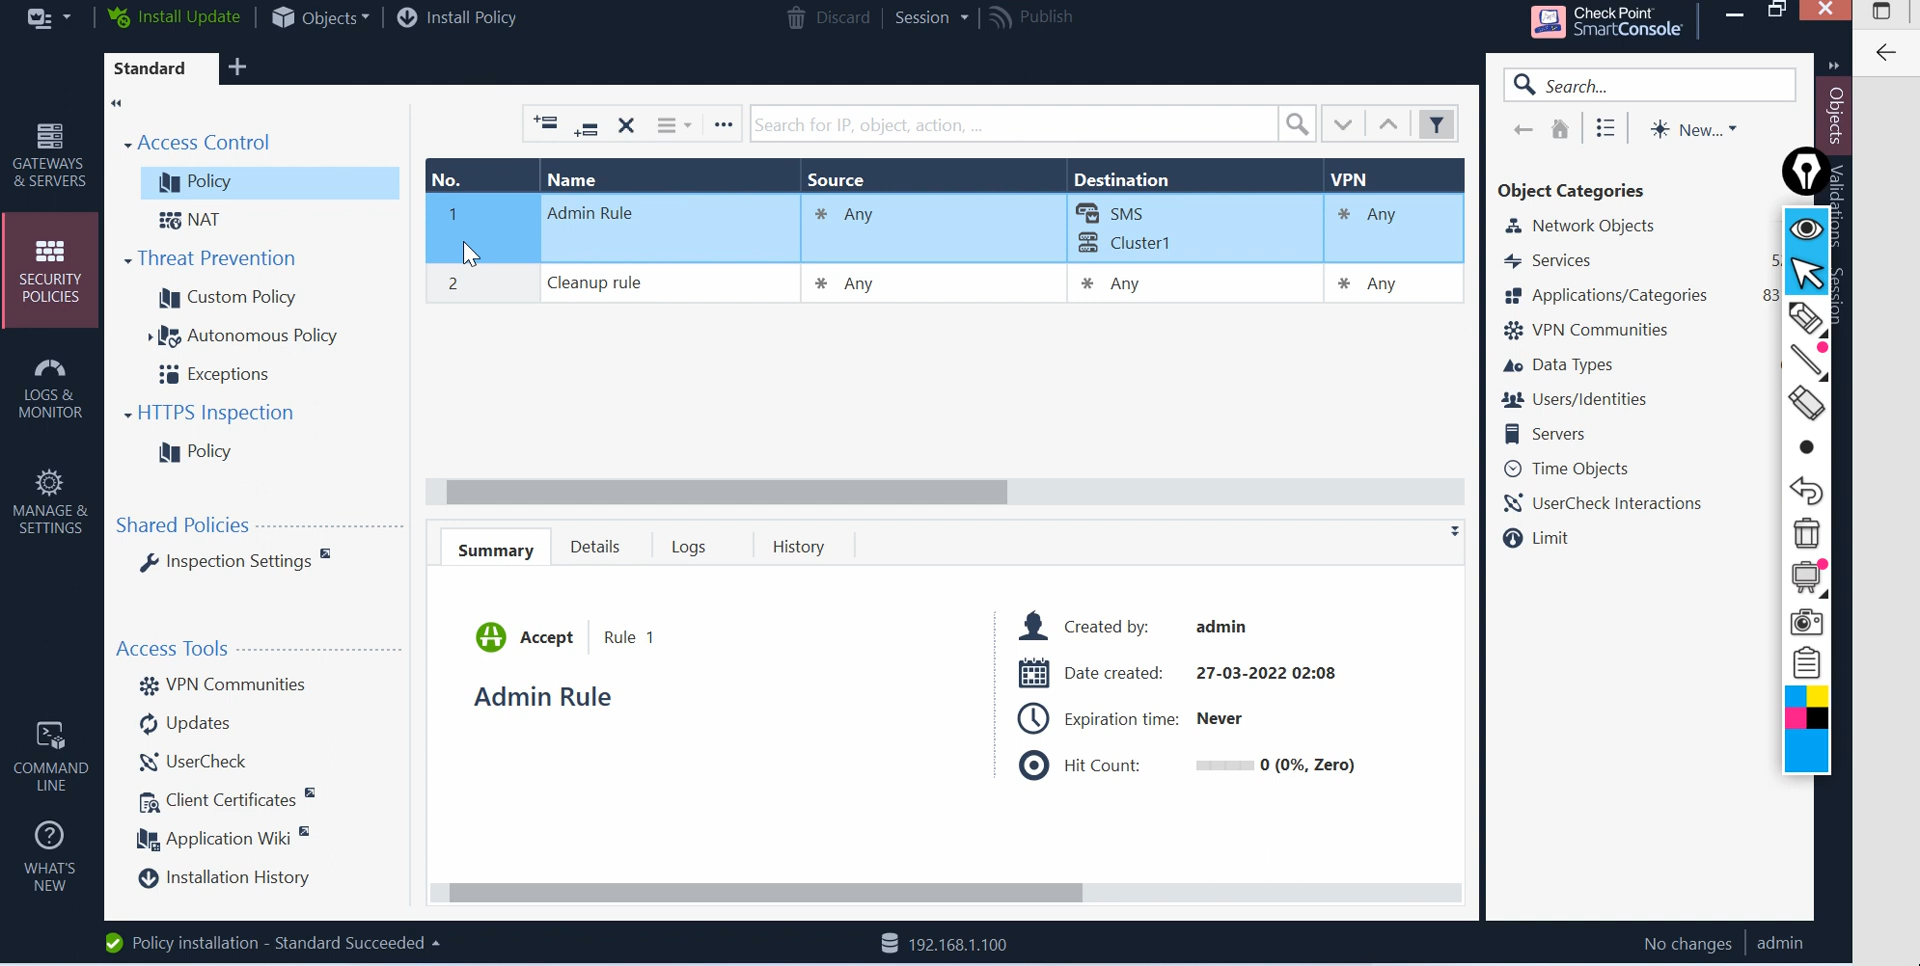 Install Update
Objects
Install Policy
Discard
Session
Publish
Check Point
SmartConsole
Standard
Access Control
Policy
NAT
Threat Prevention
Custom Policy
Autonomous Policy
Exceptions
HTTPS Inspection
Policy
Shared Policies
Inspection Settings
Access Tools
VPN Communities
Updates
UserCheck
Client Certificates
Application Wiki
Installation History
GATEWAYS
& SERVERS
SECURITY
POLICIES
LOGS &
MONITOR
MANAGE &
SETTINGS
COMMAND
LINE
WHAT'S
NEW
Search for IP, object, action, ...
No. Name Source Destination VPN
1 Admin Rule * Any SMS * Any
Cluster1
2 Cleanup rule * Any * Any * Any
Summary Details Logs History
Accept Rule 1
Admin Rule
Created by: admin
Date created: 27-03-2022 02:08
Expiration time: Never
Hit Count: 0 (0%, Zero)
Search...
New...
Object Categories
Network Objects
Services
Applications/Categories 83
VPN Communities
Data Types
Users/Identities
Servers
Time Objects
UserCheck Interactions
Limit
Objects
Validations
Session
Policy installation - Standard Succeeded
192.168.1.100
No changes
admin